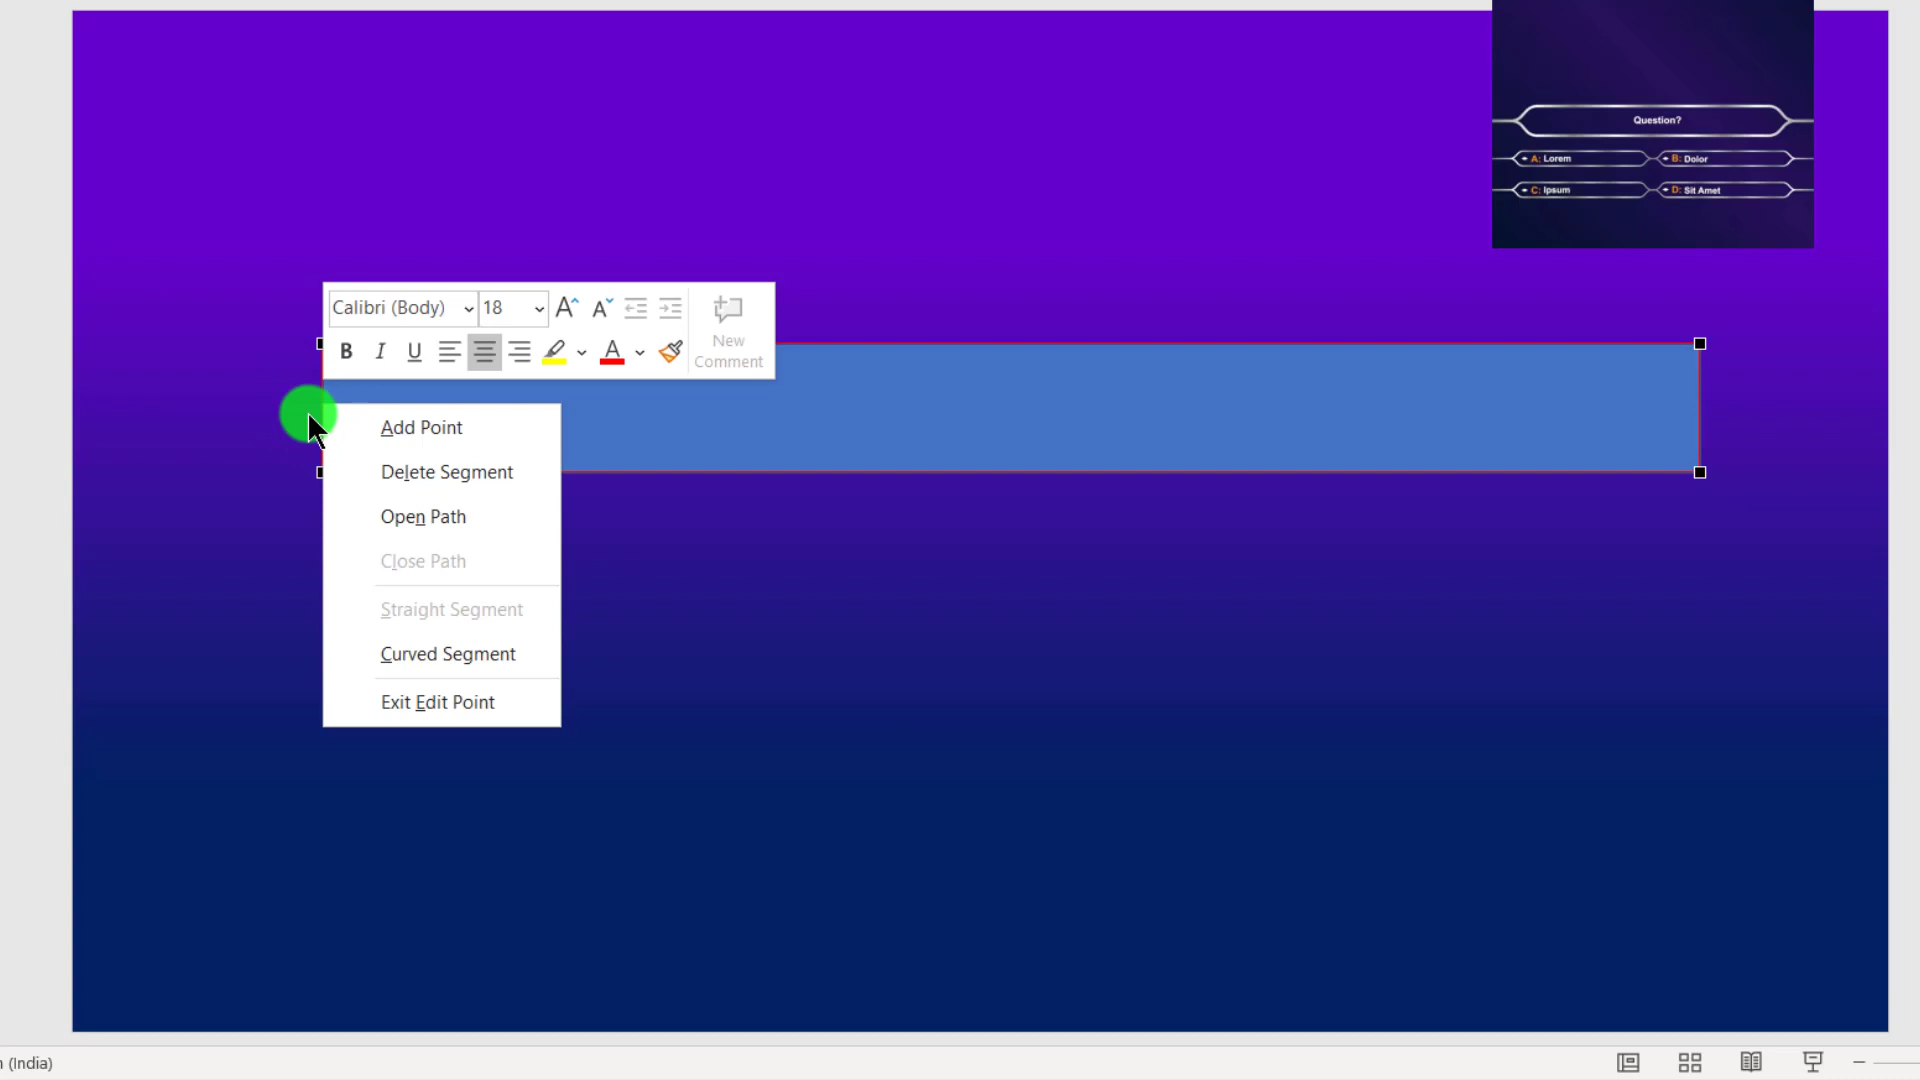 Question?
A: Lorem B: Dolor
C: Ipsum D: Sit Amet
Calibri (Body) 18
New
Comment
B I U A
Add Point
Delete Segment
Open Path
Close Path
Straight Segment
Curved Segment
Exit Edit Point
(India)